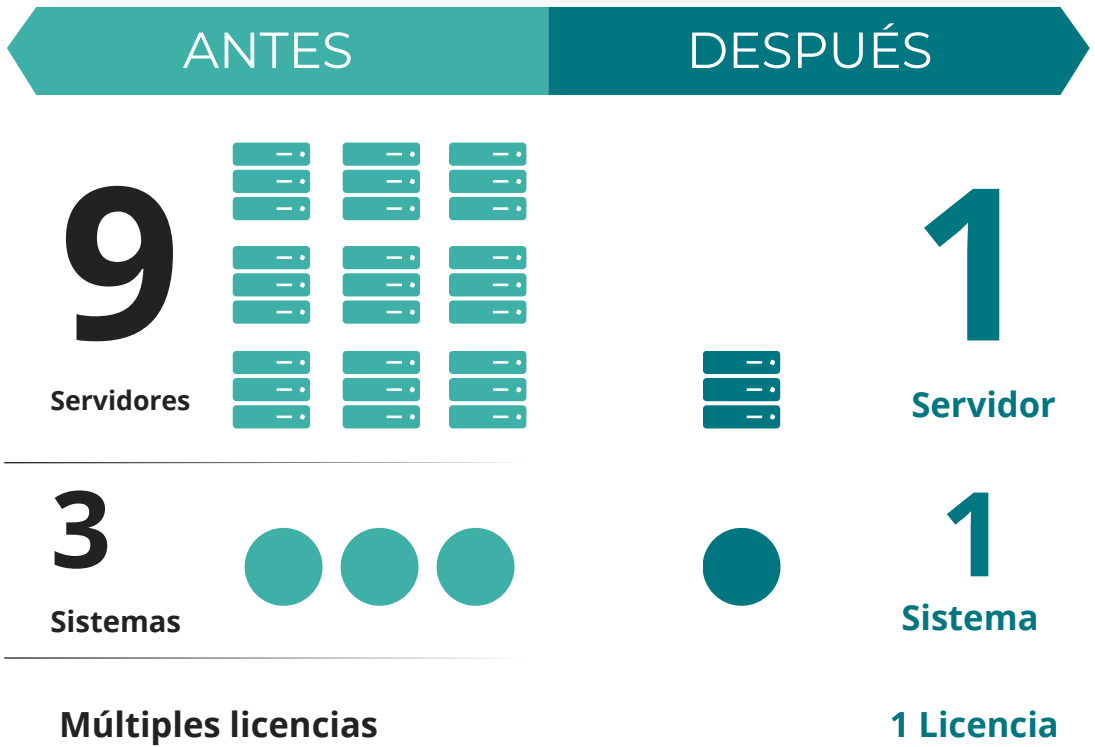 ANTES
DESPUÉS
9
Servidores
1
Servidor
3
Sistemas
1
Sistema
Múltiples licencias
1 Licencia